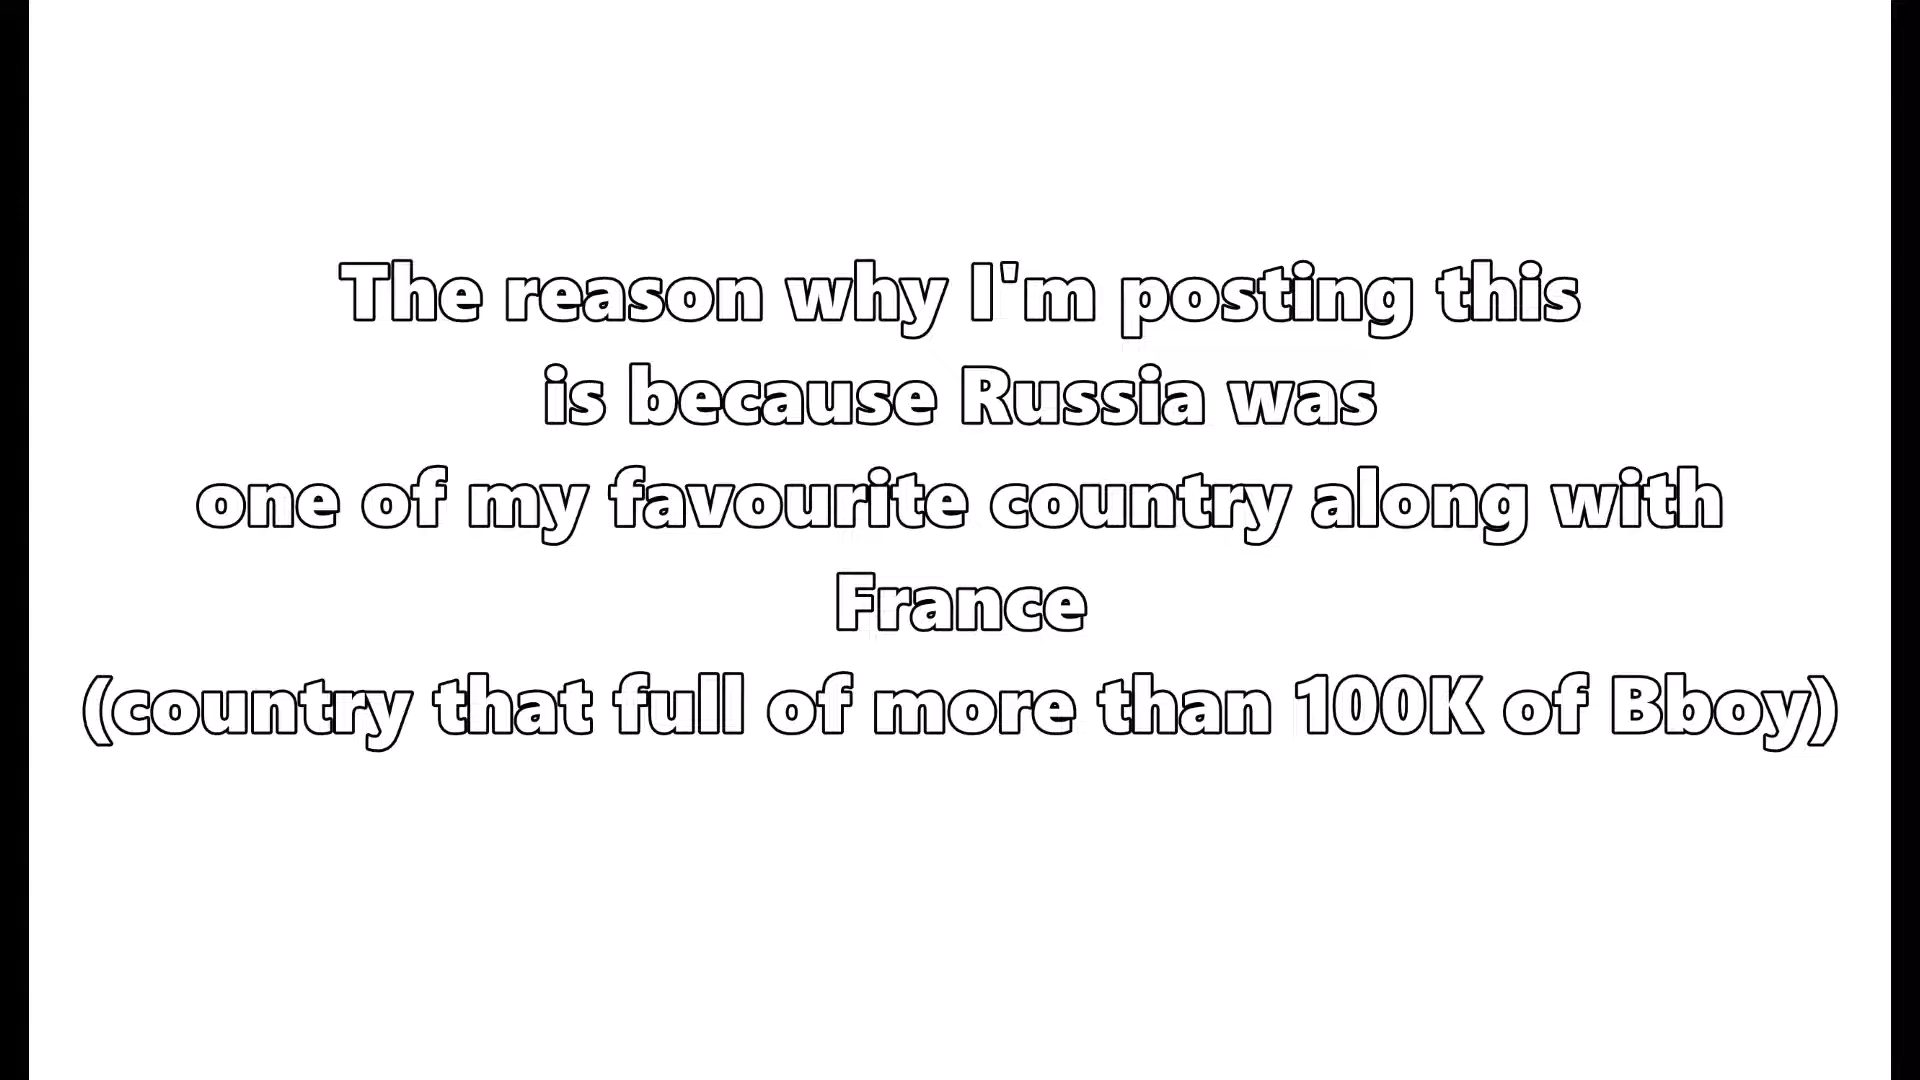 The reason why I'm posting this
is because Russia was
one of my favourite country along with
France
(country that full of more than 100K of Bboy)